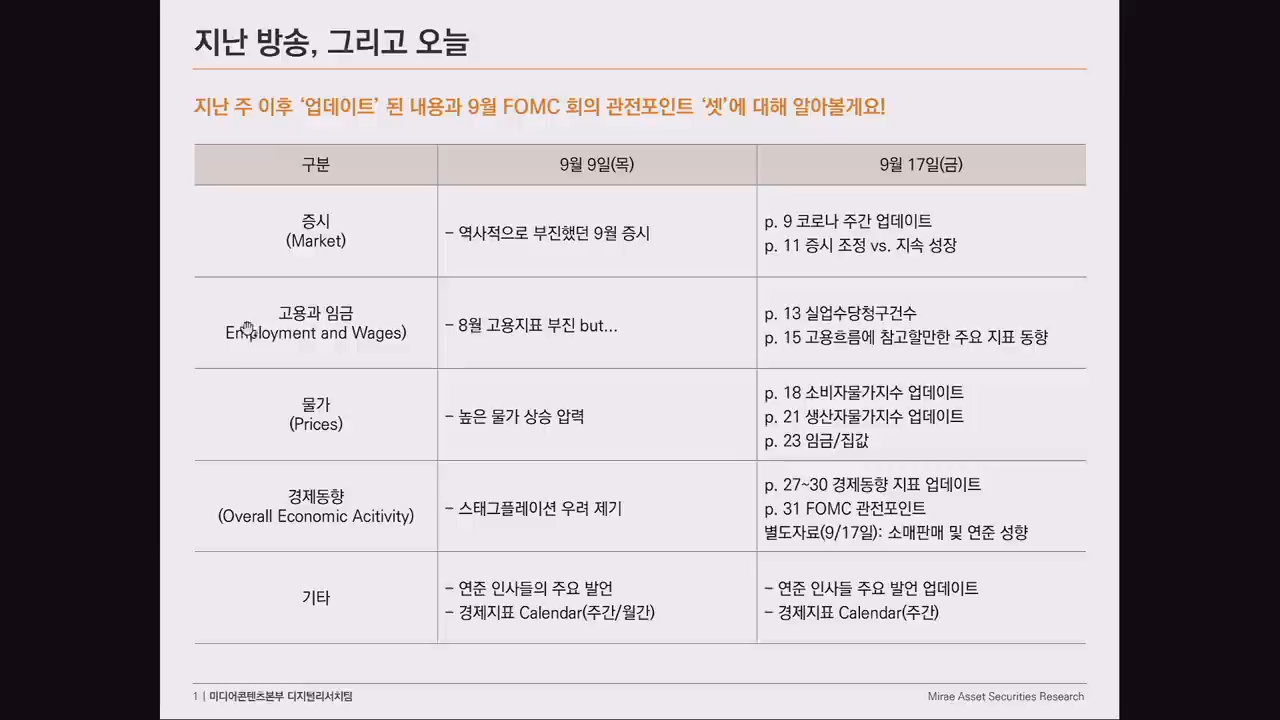 지난 방송, 그리고 오늘
지난 주 이후 ‘업데이트’ 된 내용과 9월 FOMC 회의 관전포인트 ‘셋’에 대해 알아볼게요!
구분
9월 9일(목)
9월 17일(금)
증시
(Market)
- 역사적으로 부진했던 9월 증시
p. 9 코로나 주간 업데이트
p. 11 증시 조정 vs. 지속 성장
고용과 임금
Employment and Wages)
- 8월 고용지표 부진 but...
p. 13 실업수당청구건수
p. 15 고용흐름에 참고할만한 주요 지표 동향
물가
(Prices)
- 높은 물가 상승 압력
p. 18 소비자물가지수 업데이트
p. 21 생산자물가지수 업데이트
p. 23 임금/집값
경제동향
(Overall Economic Acitivity)
- 스태그플레이션 우려 제기
p. 27~30 경제동향 지표 업데이트
p. 31 FOMC 관전포인트
별도자료(9/17일): 소매판매 및 연준 성향
기타
- 연준 인사들의 주요 발언
- 경제지표 Calendar(주간/월간)
- 연준 인사들 주요 발언 업데이트
- 경제지표 Calendar(주간)
1 | 미디어콘텐츠본부 디지털리서치팀
Mirae Asset Securities Research